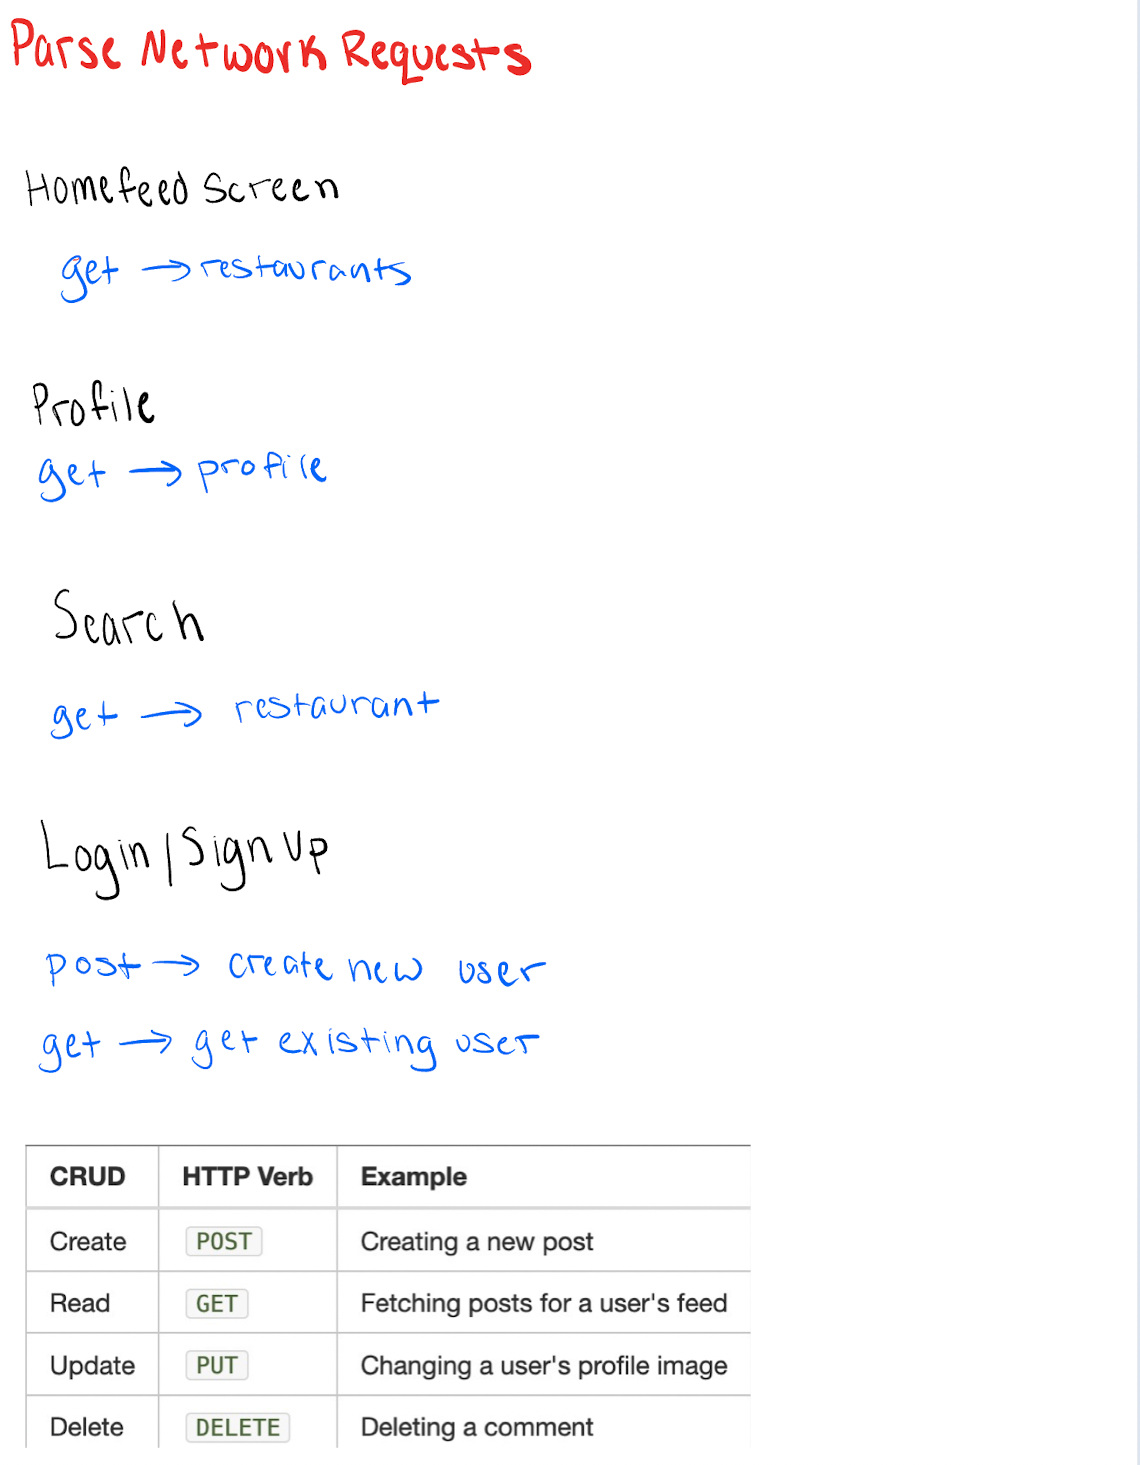 Parse Network Requests
Homefeed Screen
get → restaurants
Profile
get → profile
Search
get → restaurant
Login/Sign Up
post → create new user
get → get existing user
CRUD HTTP Verb Example
Create POST Creating a new post
Read GET Fetching posts for a user's feed
Update PUT Changing a user's profile image
Delete DELETE Deleting a comment